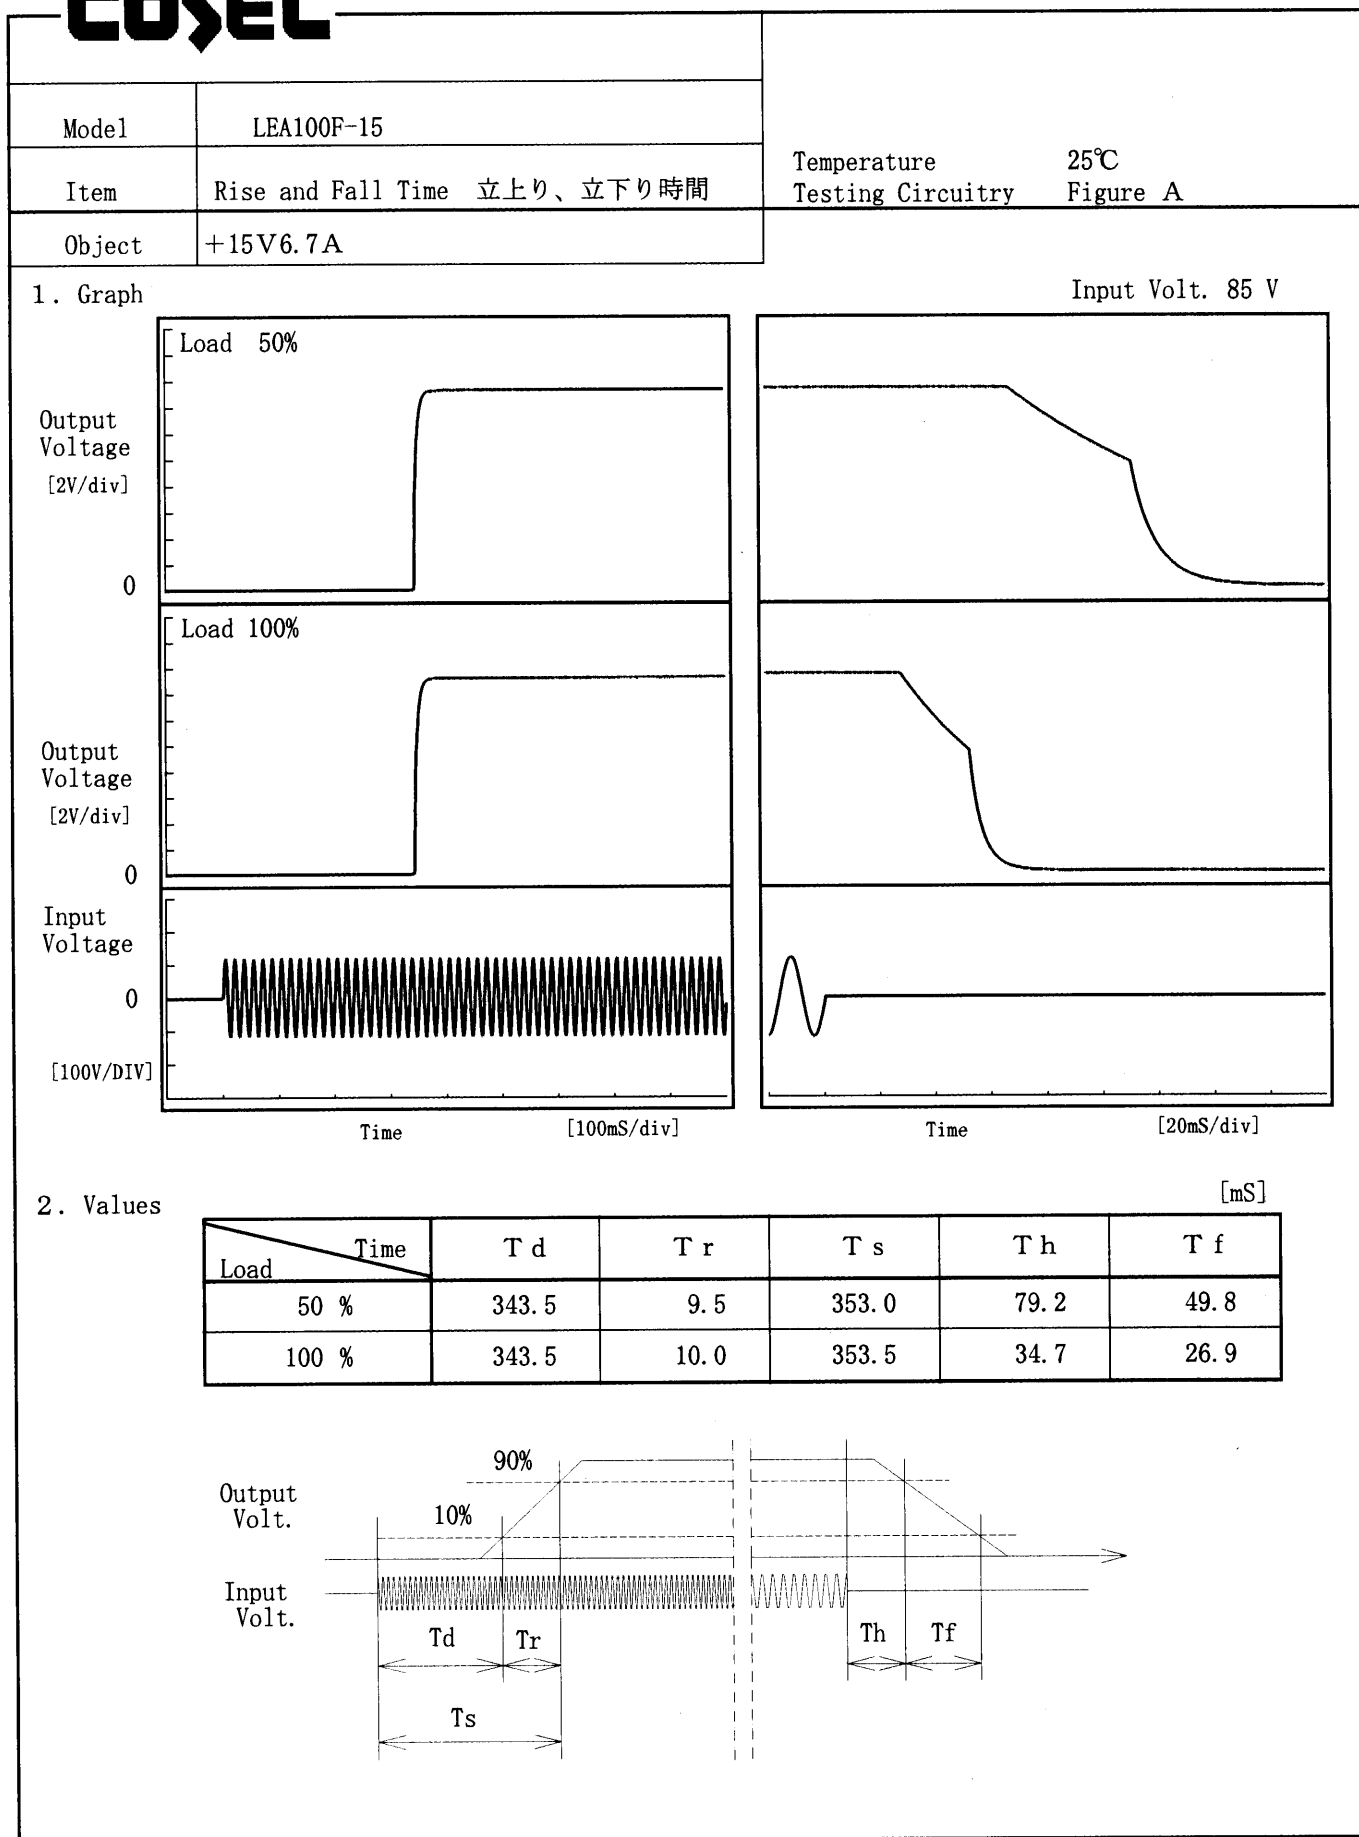 COSEL
Model LEA100F-15
Item Rise and Fall Time 立上り、立下り時間
Temperature 25℃
Testing Circuitry Figure A
Object +15V6.7A
1. Graph
Input Volt. 85 V
Load 50%
Output
Voltage
[2V/div]
0
Load 100%
Output
Voltage
[2V/div]
0
Input
Voltage
0
[100V/DIV]
Time [100mS/div]
Time [20mS/div]
2. Values
[mS]
Time
Load
Td Tr Ts Th Tf
50 % 343.5 9.5 353.0 79.2 49.8
100 % 343.5 10.0 353.5 34.7 26.9
90%
Output
Volt.
10%
Input
Volt.
Td Tr Th Tf
Ts